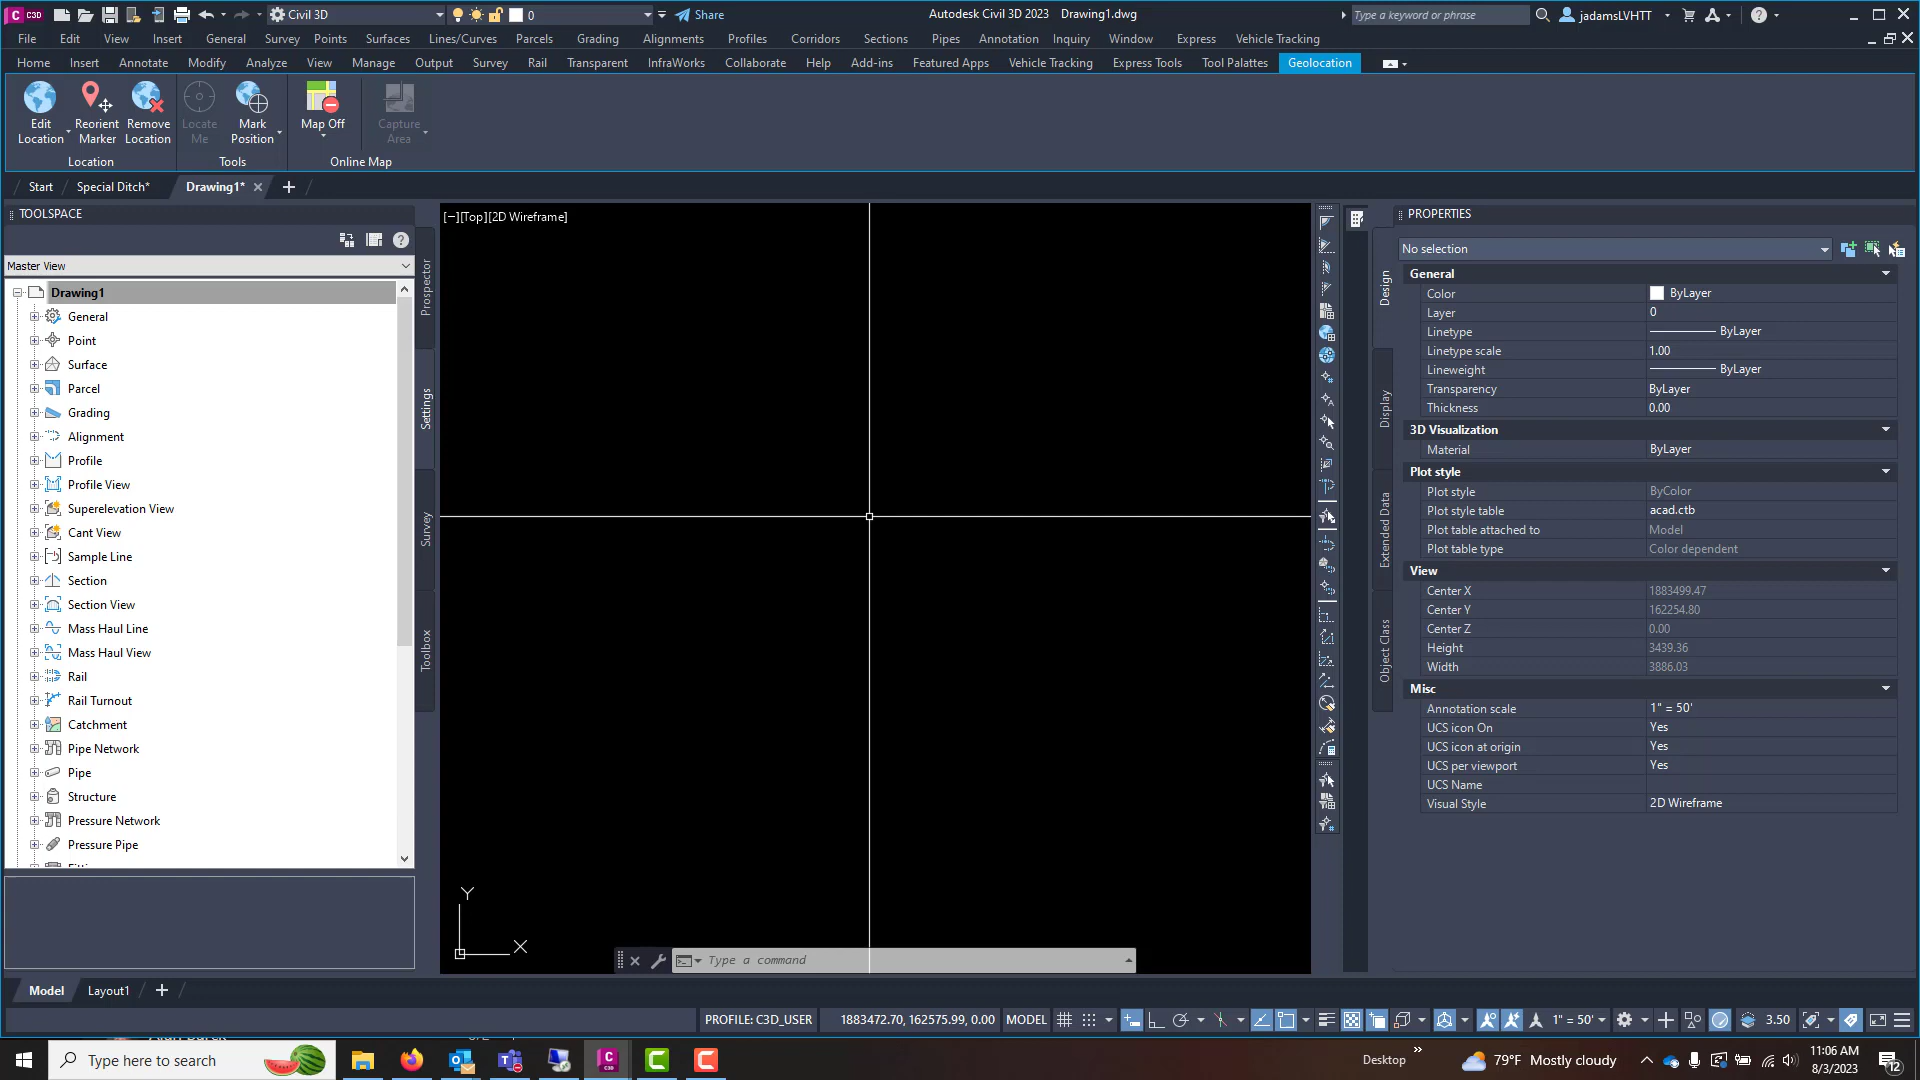 C3D
Civil 3D
0
Share
Autodesk Civil 3D 2023 Drawing1.dwg
Type a keyword or phrase
jadamsLVHTT
File Edit View Insert General Survey Points Surfaces Lines/Curves Parcels Grading Alignments Profiles Corridors Sections Pipes Annotation Inquiry Window Express Vehicle Tracking
Home Insert Annotate Modify Analyze View Manage Output Survey Rail Transparent InfraWorks Collaborate Help Add-ins Featured Apps Vehicle Tracking Express Tools Tool Palettes Geolocation
Edit Location
Reorient Marker
Remove Location
Locate Me
Mark Position
Map Off
Capture Area
Location
Tools
Online Map
Start
Special Ditch*
Drawing1*
TOOLSPACE
Master View
Drawing1
General
Point
Surface
Parcel
Grading
Alignment
Profile
Profile View
Superelevation View
Cant View
Sample Line
Section
Section View
Mass Haul Line
Mass Haul View
Rail
Rail Turnout
Catchment
Pipe Network
Pipe
Structure
Pressure Network
Pressure Pipe
Prospector
Settings
Survey
Toolbox
[−][Top][2D Wireframe]
Y
X
Type a command
PROPERTIES
No selection
Design
Display
Extended Data
Object Class
General
Color ByLayer
Layer 0
Linetype ByLayer
Linetype scale 1.00
Lineweight ByLayer
Transparency ByLayer
Thickness 0.00
3D Visualization
Material ByLayer
Plot style
Plot style ByColor
Plot style table acad.ctb
Plot table attached to Model
Plot table type Color dependent
View
Center X 1883499.47
Center Y 162254.80
Center Z 0.00
Height 3439.36
Width 3886.03
Misc
Annotation scale 1" = 50'
UCS icon On Yes
UCS icon at origin Yes
UCS per viewport Yes
UCS Name
Visual Style 2D Wireframe
Model
Layout1
PROFILE: C3D_USER
1883472.70, 162575.99, 0.00
MODEL
1" = 50'
3.50
Type here to search
Desktop
79°F Mostly cloudy
11:06 AM
8/3/2023
12